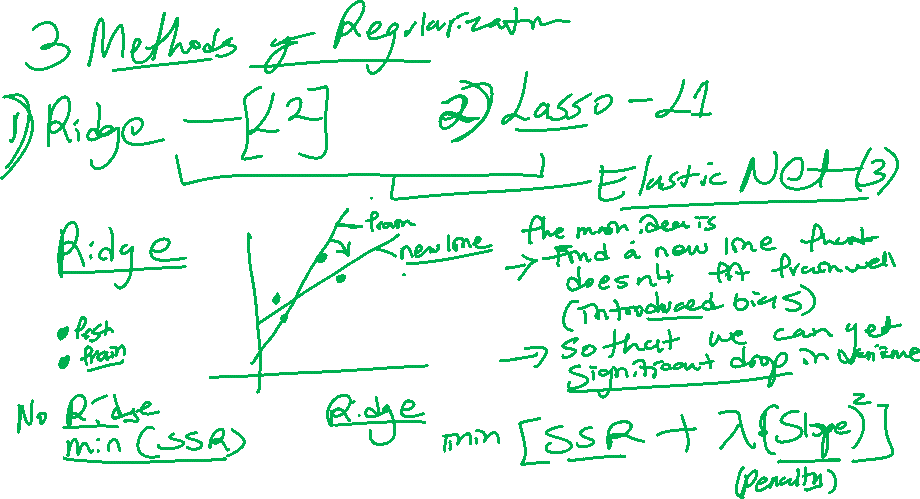 3 Methods of Regularization
1) Ridge - [L2]
2) Lasso - L1
Elastic Net (3)
Ridge
train
new line
• test
• train
the main idea is
→ Find a new line that
doesn't fit train well
(introduced bias)
→ so that we can get
significant drop in variance
No Ridge
min (SSR)
Ridge
min [SSR + λ(Slope)²]
(Penalty)